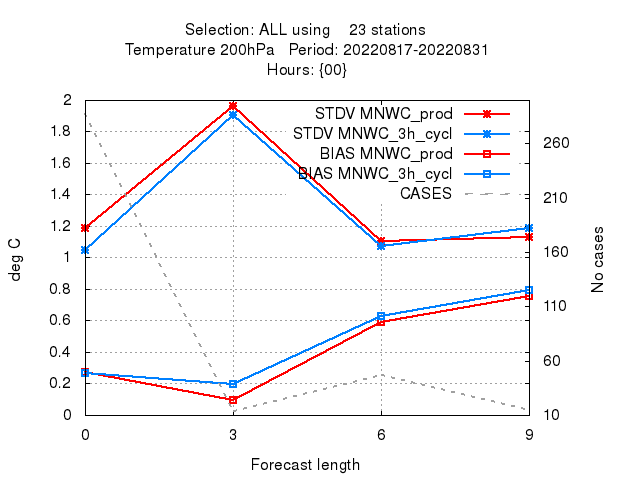 Selection: ALL using    23 stations
Temperature 200hPa   Period: 20220817-20220831
Hours: {00}
2
1.8
1.6
1.4
1.2
1
0.8
0.6
0.4
0.2
0
deg C
STDV MNWC_prod
STDV MNWC_3h_cycl
BIAS MNWC_prod
BIAS MNWC_3h_cycl
CASES
260
210
160
110
60
10
No cases
0 3 6 9
Forecast length